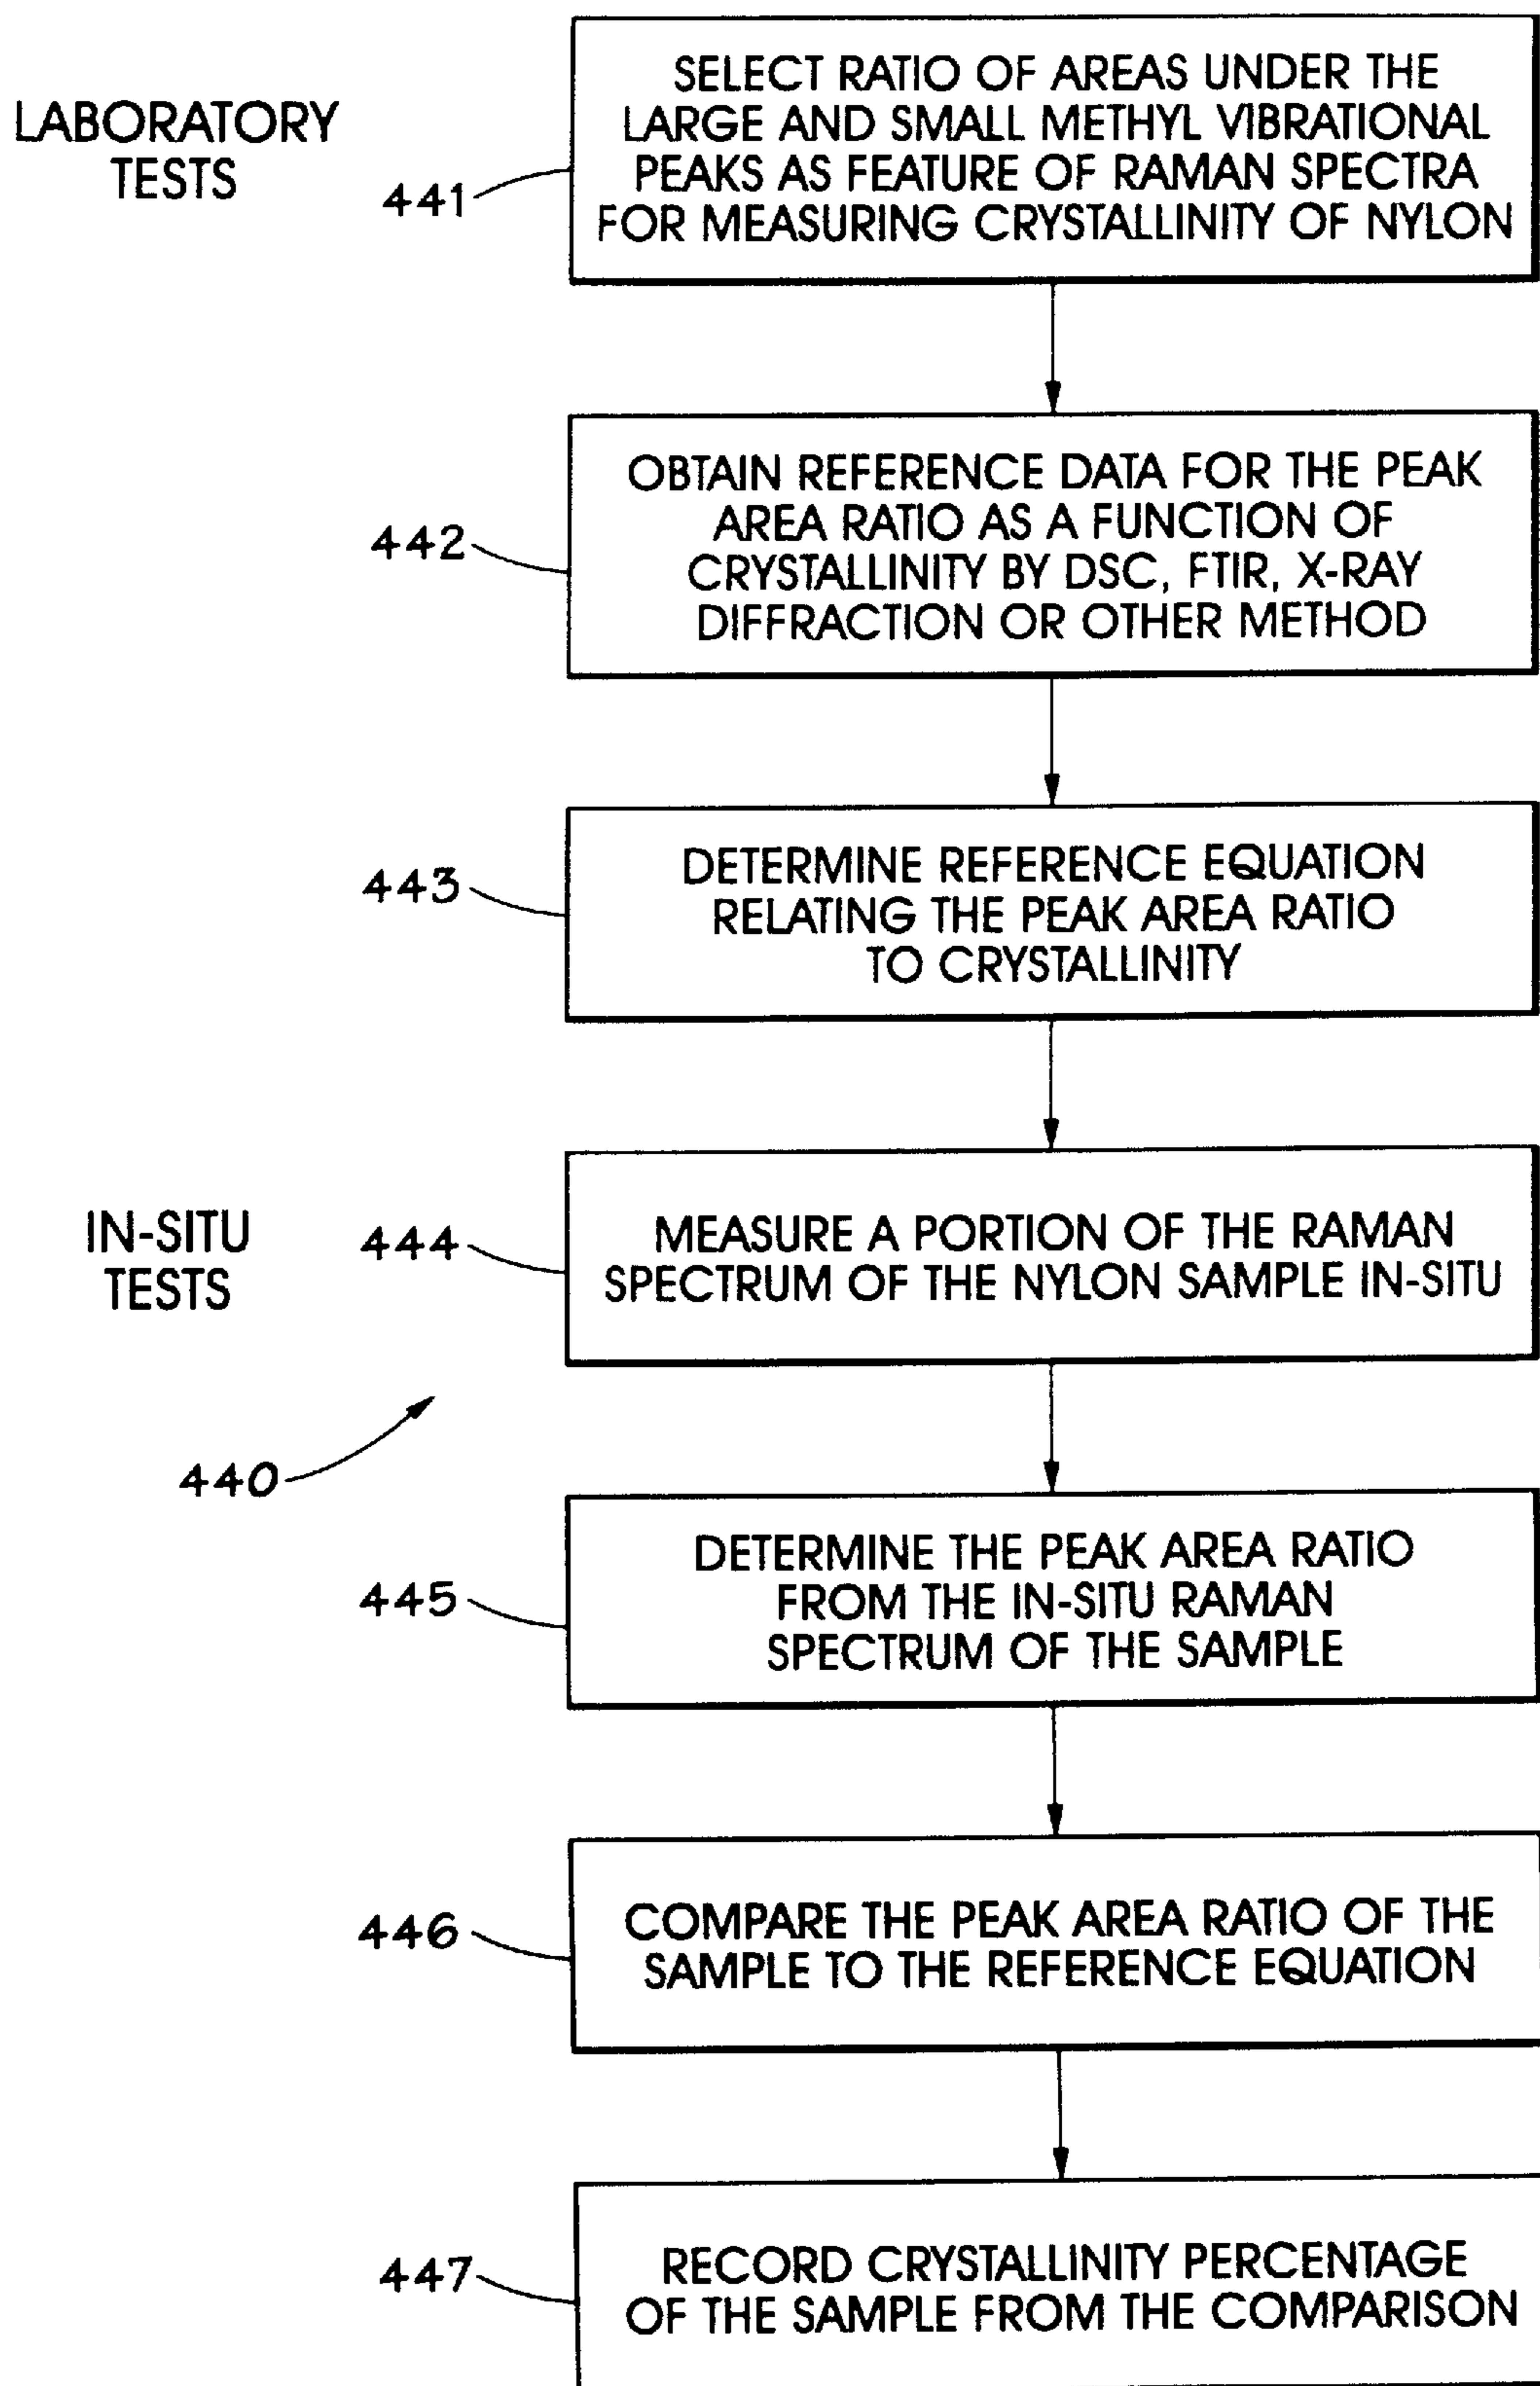 LABORATORY
TESTS
441
SELECT RATIO OF AREAS UNDER THE
LARGE AND SMALL METHYL VIBRATIONAL
PEAKS AS FEATURE OF RAMAN SPECTRA
FOR MEASURING CRYSTALLINITY OF NYLON
442
OBTAIN REFERENCE DATA FOR THE PEAK
AREA RATIO AS A FUNCTION OF
CRYSTALLINITY BY DSC, FTIR, X-RAY
DIFFRACTION OR OTHER METHOD
443
DETERMINE REFERENCE EQUATION
RELATING THE PEAK AREA RATIO
TO CRYSTALLINITY
IN-SITU
TESTS
444
MEASURE A PORTION OF THE RAMAN
SPECTRUM OF THE NYLON SAMPLE IN-SITU
440
445
DETERMINE THE PEAK AREA RATIO
FROM THE IN-SITU RAMAN
SPECTRUM OF THE SAMPLE
446
COMPARE THE PEAK AREA RATIO OF THE
SAMPLE TO THE REFERENCE EQUATION
447
RECORD CRYSTALLINITY PERCENTAGE
OF THE SAMPLE FROM THE COMPARISON